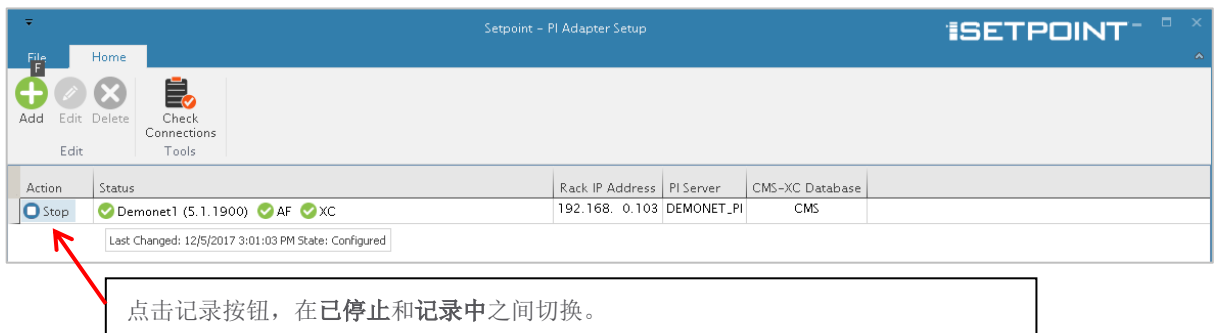 Setpoint – PI Adapter Setup
SETPOINT
File
Home
F
Add
Edit
Delete
Check
Connections
Edit
Tools
Action
Status
Rack IP Address
PI Server
CMS-XC Database
Stop
Demonet1 (5.1.1900)
AF
XC
192.168. 0.103
DEMONET_PI
CMS
Last Changed: 12/5/2017 3:01:03 PM State: Configured
点击记录按钮，在已停止和记录中之间切换。